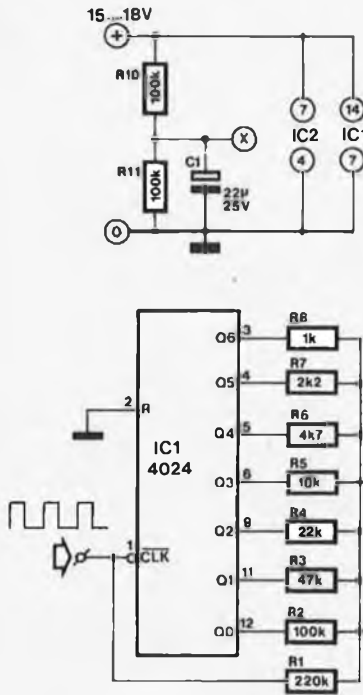 15...18V
+
R10
100k
7
14
IC2
IC1
X
R11
100k
C1
22µ
25V
4
7
0
R8
Q6
3
1k
R7
Q5
4
2k2
2
R
R6
Q4
5
4k7
IC1
4024
R5
Q3
6
10k
R4
Q2
9
22k
1
CLK
R3
Q1
11
47k
R2
Q0
12
100k
R1
220k